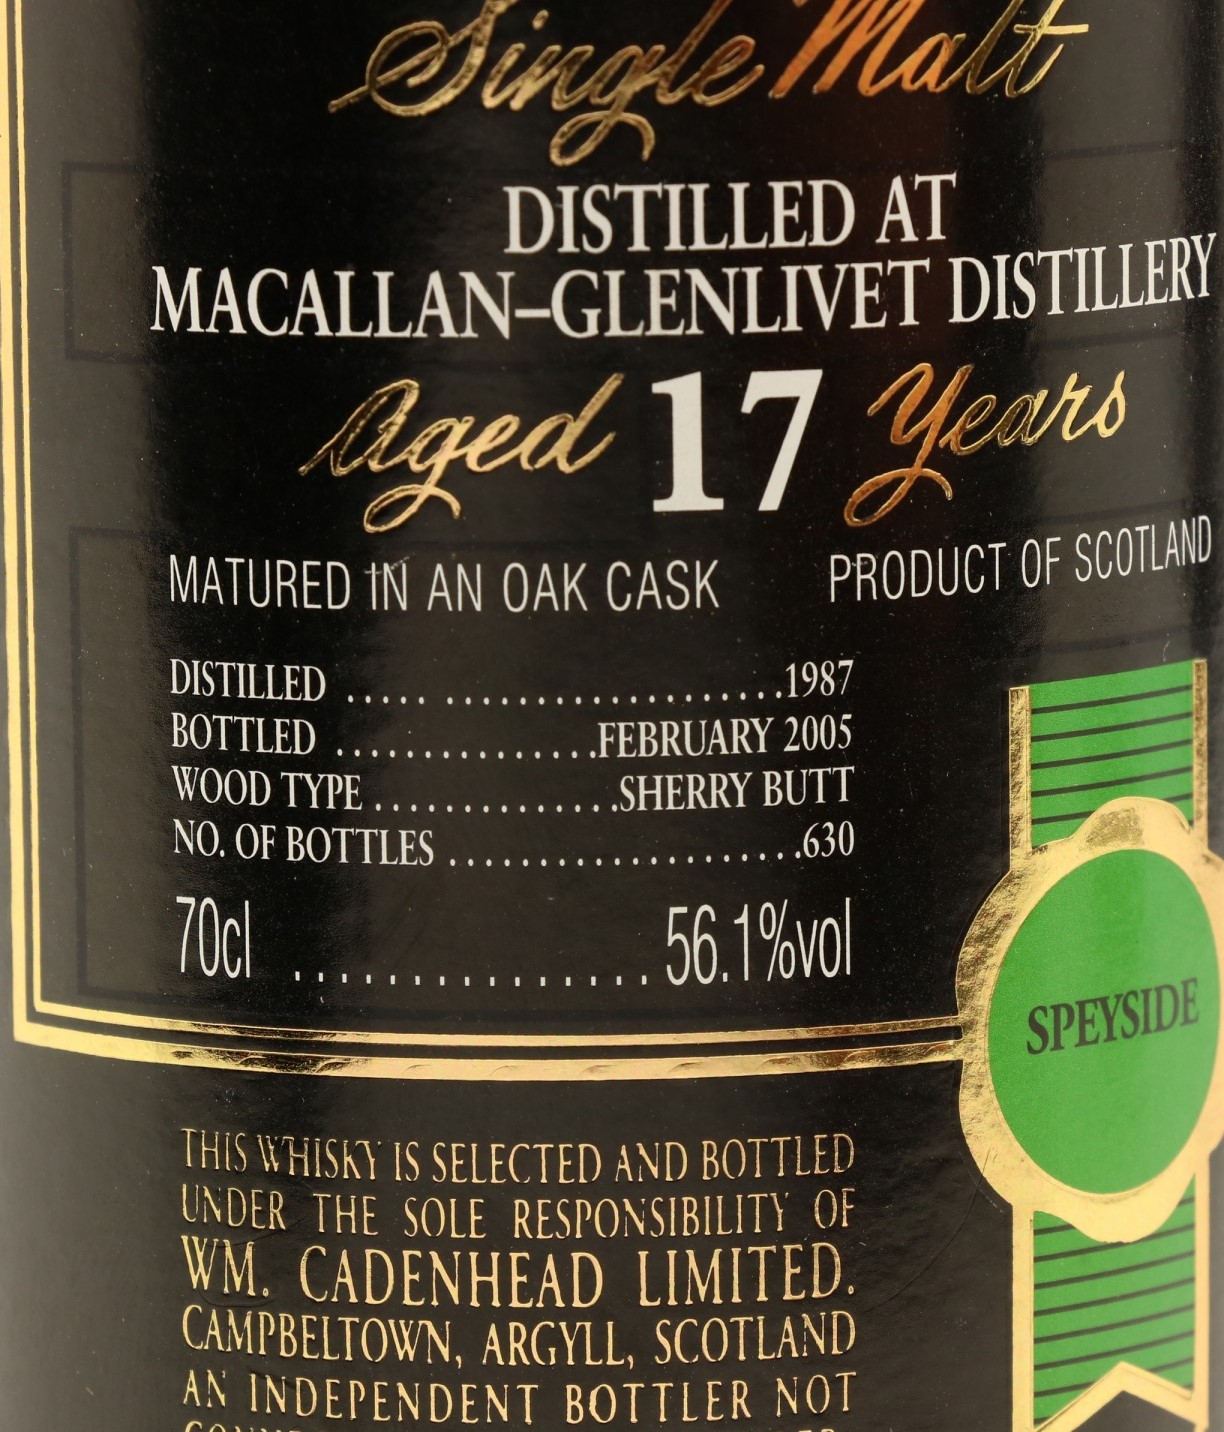 Single Malt
DISTILLED AT
MACALLAN–GLENLIVET DISTILLERY
Aged 17 Years
MATURED IN AN OAK CASK PRODUCT OF SCOTLAND
DISTILLED ............................1987
BOTTLED ................FEBRUARY 2005
WOOD TYPE ...............SHERRY BUTT
NO. OF BOTTLES ....................630
70cl ................ 56.1%vol
SPEYSIDE
THIS WHISKY IS SELECTED AND BOTTLED
UNDER THE SOLE RESPONSIBILITY OF
WM. CADENHEAD LIMITED.
CAMPBELTOWN, ARGYLL, SCOTLAND
AN INDEPENDENT BOTTLER NOT